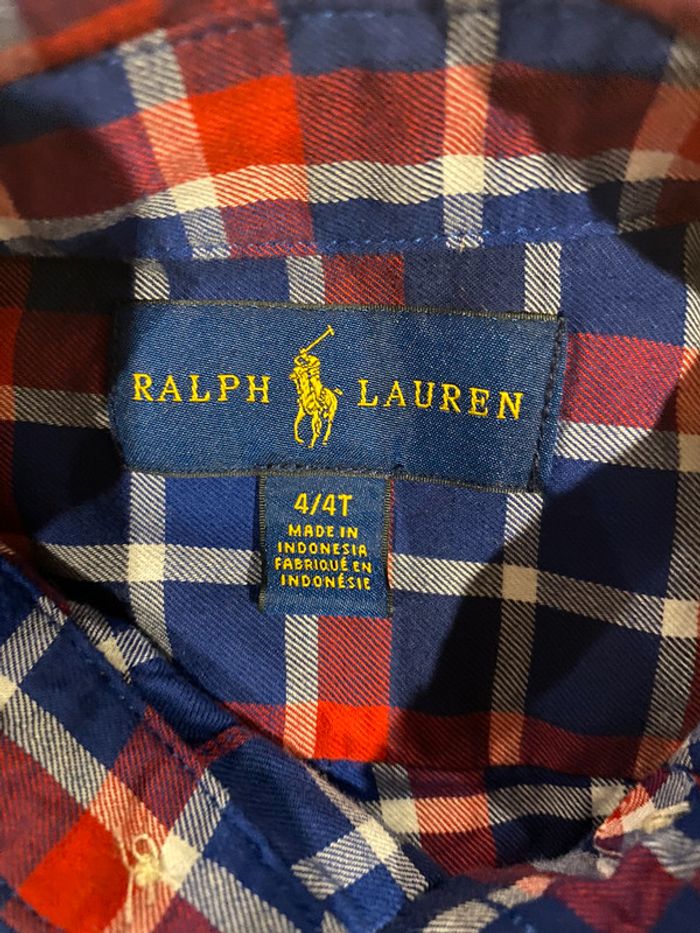 RALPH LAUREN
4/4T
MADE IN
INDONESIA
FABRIQUÉ EN
INDONÉSIE